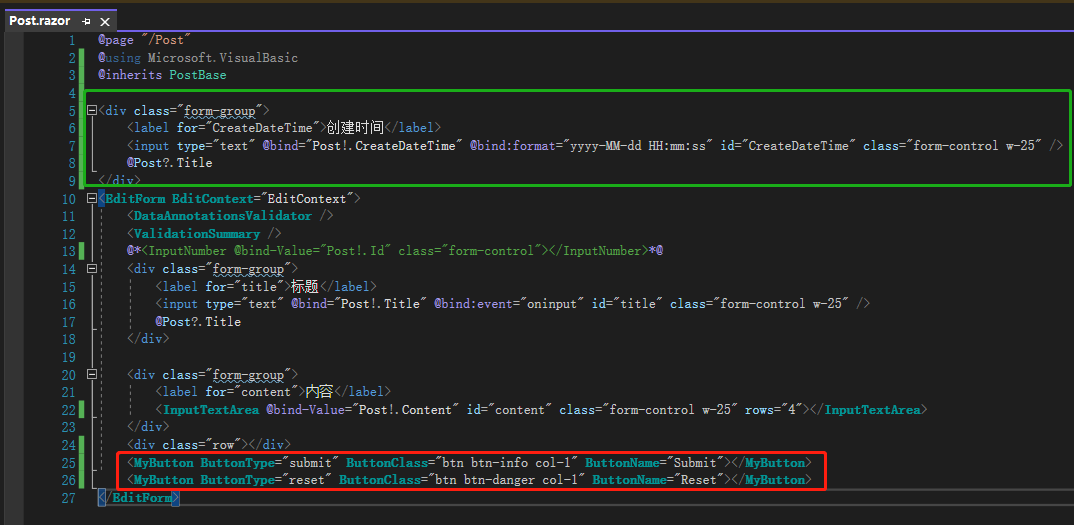 Post.razor
1 @page "/Post"
2 @using Microsoft.VisualBasic
3 @inherits PostBase
4
5 <div class="form-group">
6 <label for="CreateDateTime">创建时间</label>
7 <input type="text" @bind="Post!.CreateDateTime" @bind:format="yyyy-MM-dd HH:mm:ss" id="CreateDateTime" class="form-control w-25" />
8 @Post?.Title
9 </div>
10 <EditForm EditContext="EditContext">
11 <DataAnnotationsValidator />
12 <ValidationSummary />
13 @*<InputNumber @bind-Value="Post!.Id" class="form-control"></InputNumber>*@
14 <div class="form-group">
15 <label for="title">标题</label>
16 <input type="text" @bind="Post!.Title" @bind:event="oninput" id="title" class="form-control w-25" />
17 @Post?.Title
18 </div>
19
20 <div class="form-group">
21 <label for="content">内容</label>
22 <InputTextArea @bind-Value="Post!.Content" id="content" class="form-control w-25" rows="4"></InputTextArea>
23 </div>
24 <div class="row"></div>
25 <MyButton ButtonType="submit" ButtonClass="btn btn-info col-1" ButtonName="Submit"></MyButton>
26 <MyButton ButtonType="reset" ButtonClass="btn btn-danger col-1" ButtonName="Reset"></MyButton>
27 </EditForm>